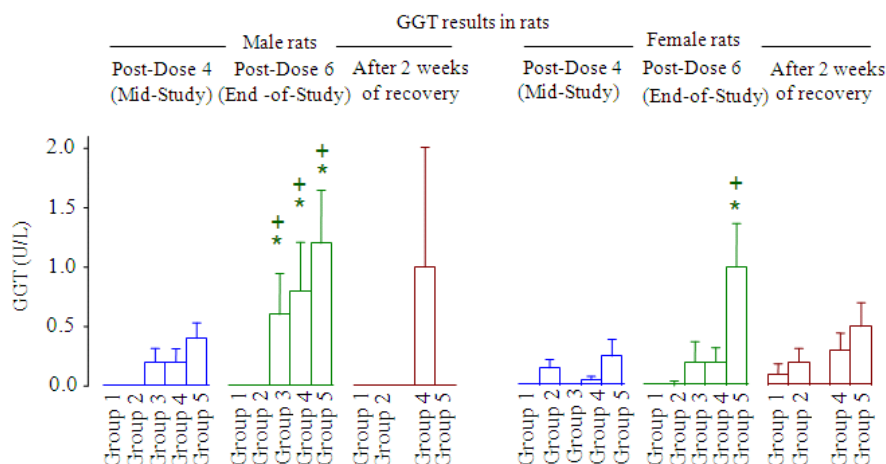 GGT results in rats
Male rats
Female rats
Post-Dose 4
(Mid-Study)
Post-Dose 6
(End -of-Study)
After 2 weeks
of recovery
Post-Dose 4
(Mid-Study)
Post-Dose 6
(End-of-Study)
After 2 weeks
of recovery
GGT (U/L)
2.0
1.5
1.0
0.5
0.0
+
*
+
*
+
*
+
*
Group 1
Group 2
Group 3
Group 4
Group 5
Group 1
Group 2
Group 3
Group 4
Group 5
Group 1
Group 2
Group 4
Group 5
Group 1
Group 2
Group 3
Group 4
Group 5
Group 1
Group 2
Group 3
Group 4
Group 5
Group 1
Group 2
Group 4
Group 5